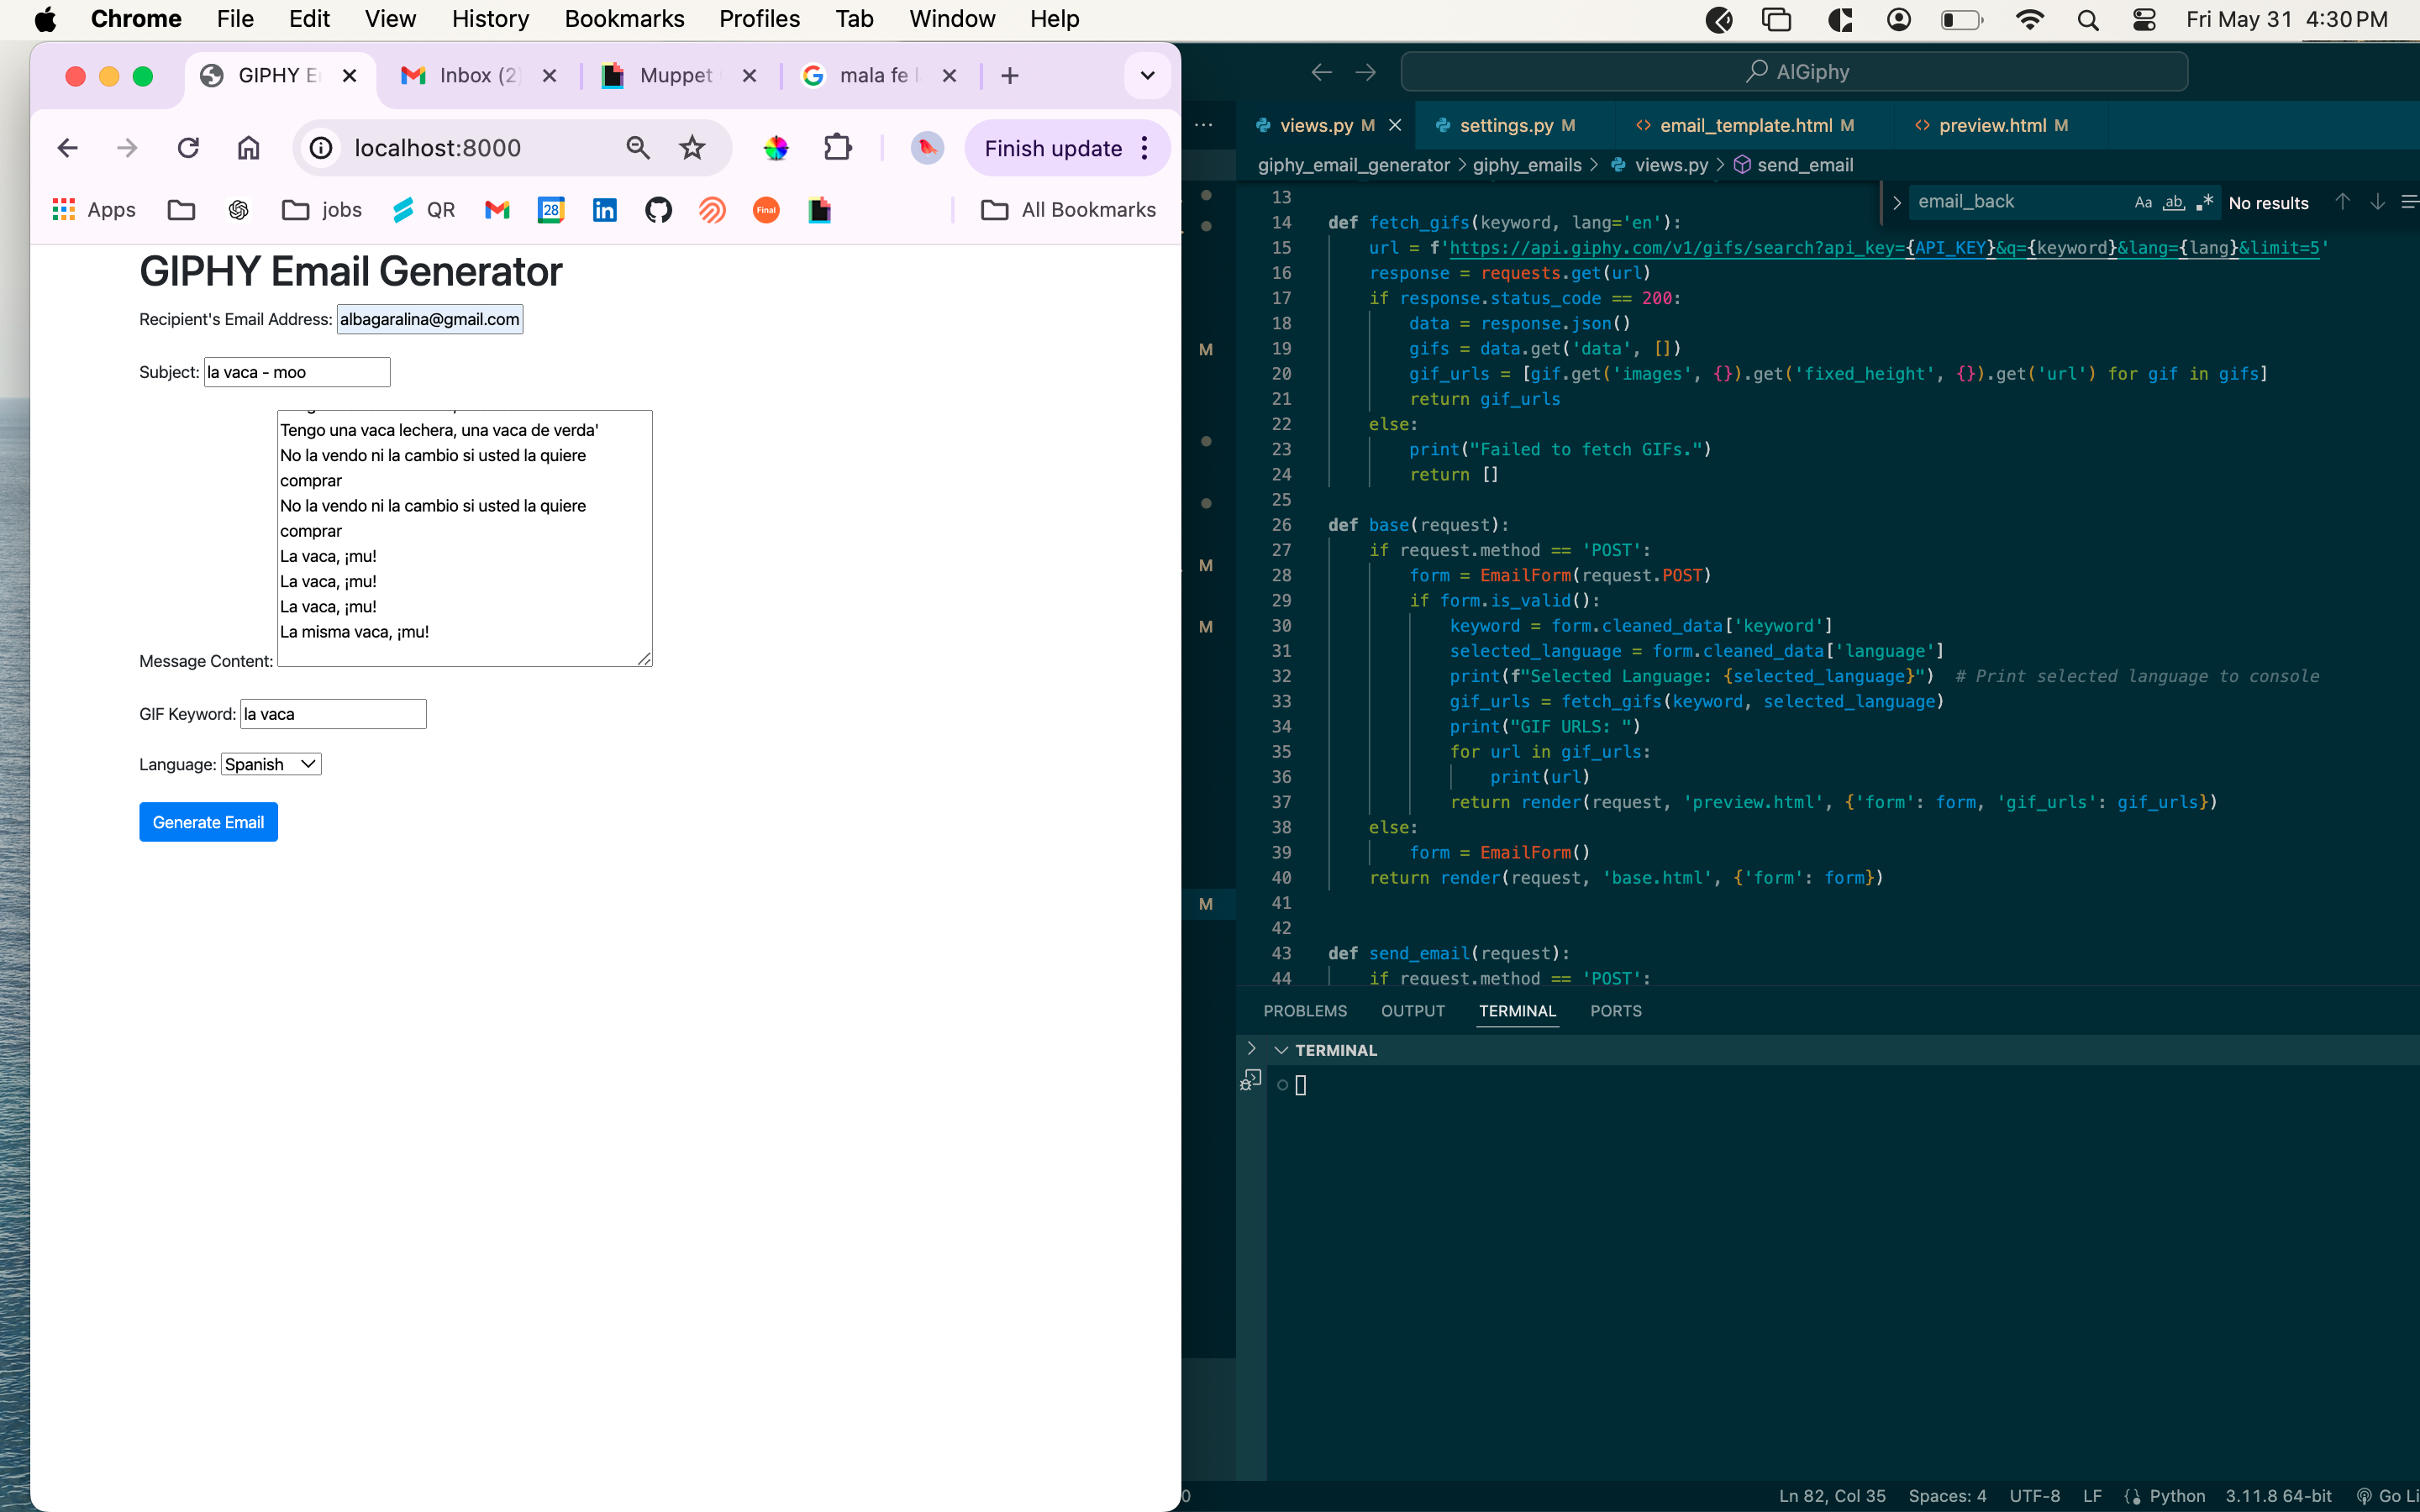 Chrome File Edit View History Bookmarks Profiles Tab Window Help Fri May 31 4:30 PM
GIPHY E Inbox (2) Muppet mala fe
localhost:8000 Finish update
Apps jobs QR 28 Final All Bookmarks
GIPHY Email Generator
Recipient's Email Address: albagaralina@gmail.com
Subject: la vaca - moo
Tengo una vaca lechera, una vaca de verda'
No la vendo ni la cambio si usted la quiere
comprar
No la vendo ni la cambio si usted la quiere
comprar
La vaca, ¡mu!
La vaca, ¡mu!
La vaca, ¡mu!
La misma vaca, ¡mu!
Message Content:
GIF Keyword: la vaca
Language: Spanish
Generate Email
AlGiphy
views.py M settings.py M email_template.html M preview.html M
giphy_email_generator > giphy_emails > views.py > send_email
email_back Aa ab No results
M
M
M
M
13
14 def fetch_gifs(keyword, lang='en'):
15 url = f'https://api.giphy.com/v1/gifs/search?api_key={API_KEY}&q={keyword}&lang={lang}&limit=5'
16 response = requests.get(url)
17 if response.status_code == 200:
18 data = response.json()
19 gifs = data.get('data', [])
20 gif_urls = [gif.get('images', {}).get('fixed_height', {}).get('url') for gif in gifs]
21 return gif_urls
22 else:
23 print("Failed to fetch GIFs.")
24 return []
25
26 def base(request):
27 if request.method == 'POST':
28 form = EmailForm(request.POST)
29 if form.is_valid():
30 keyword = form.cleaned_data['keyword']
31 selected_language = form.cleaned_data['language']
32 print(f"Selected Language: {selected_language}") # Print selected language to console
33 gif_urls = fetch_gifs(keyword, selected_language)
34 print("GIF URLS: ")
35 for url in gif_urls:
36 print(url)
37 return render(request, 'preview.html', {'form': form, 'gif_urls': gif_urls})
38 else:
39 form = EmailForm()
40 return render(request, 'base.html', {'form': form})
41
42
43 def send_email(request):
44 if request.method == 'POST':
PROBLEMS OUTPUT TERMINAL PORTS
TERMINAL
0 Ln 82, Col 35 Spaces: 4 UTF-8 LF Python 3.11.8 64-bit Go Li